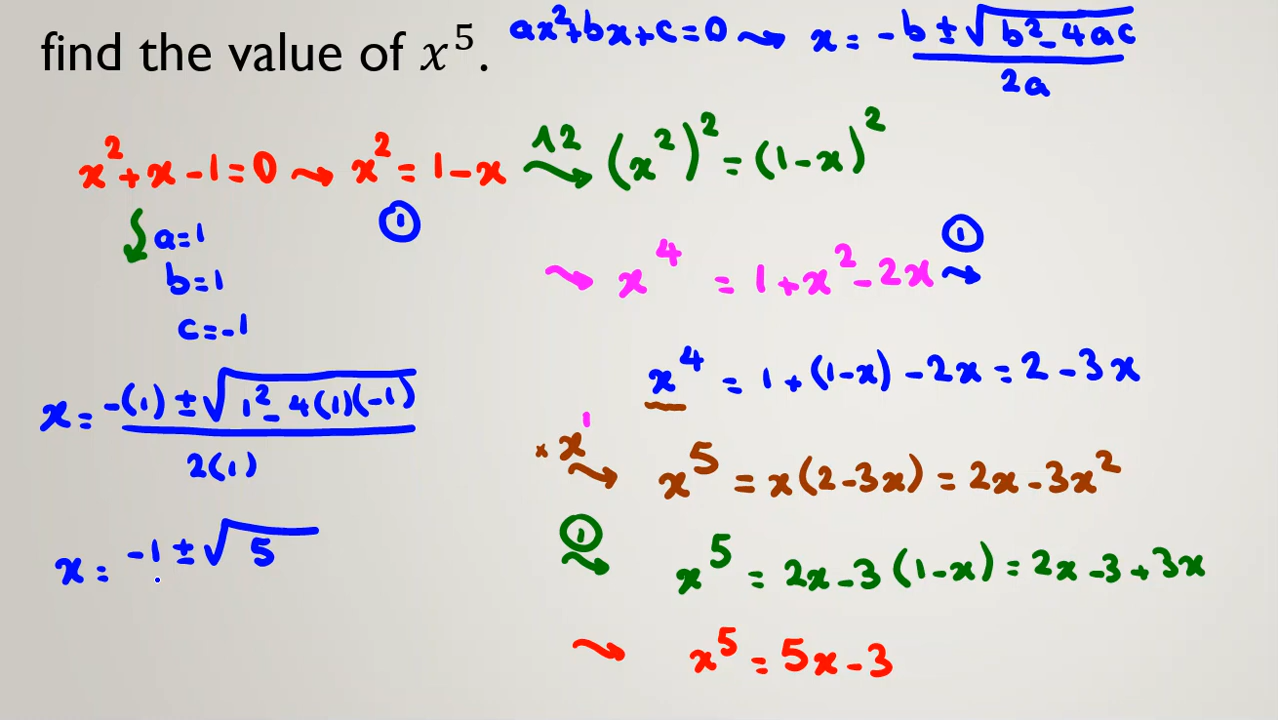 find the value of x⁵.
ax²+bx+c=0 ⇝ x = -b ± √(b²-4ac) / 2a
x²+x-1=0 ⇝ x² = 1-x ⇝^12 (x²)² = (1-x)²
①
a=1
b=1
c=-1
⇝ x⁴ = 1+x²-2x ①⇝
x⁴ = 1+(1-x)-2x = 2-3x
x = -(1) ± √(1²-4(1)(-1)) / 2(1)
× x¹ ⇝ x⁵ = x(2-3x) = 2x-3x²
x = -1 ± √5
① ⇝ x⁵ = 2x-3(1-x) = 2x-3+3x
⇝ x⁵ = 5x-3